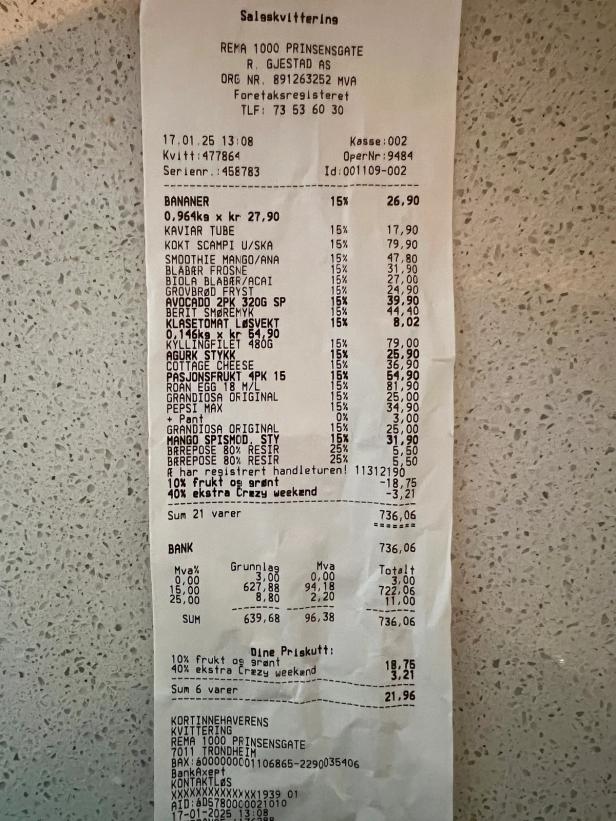 Salgskvittering
REMA 1000 PRINSENSGATE
R. GJESTAD AS
ORG NR. 891263252 MVA
Foretaksregisteret
TLF: 73 53 60 30
17.01.25 13:08 Kasse:002
Kvitt:477864 OperNr:9484
Serienr.:458783 Id:001109-002
BANANER 15% 26,90
0,964kg x kr 27,90
KAVIAR TUBE 15% 17,90
KOKT SCAMPI U/SKA 15% 79,90
SMOOTHIE MANGO/ANA 15% 47,80
BLÅBÆR FROSNE 15% 31,90
BIOLA BLÅBÆR/ACAI 15% 27,00
GROVBRØD FRYST 15% 24,90
AVOCADO 2PK 320G SP 15% 39,90
BERIT SMØREMYK 15% 44,40
KLASETOMAT LØSVEKT 15% 8,02
0,146kg x kr 54,90
KYLLINGFILET 480G 15% 79,00
AGURK STYKK 15% 25,90
COTTAGE CHEESE 15% 36,90
PASJONSFRUKT 4PK 15 15% 54,90
ROAN EGG 18 M/L 15% 81,90
GRANDIOSA ORIGINAL 15% 25,00
PEPSI MAX 15% 34,90
+ Pant 0% 3,00
GRANDIOSA ORIGINAL 15% 25,00
MANGO SPISMOD. STY 15% 31,90
BÆREPOSE 80% RESIR 25% 5,50
BÆREPOSE 80% RESIR 25% 5,50
Æ har registrert handleturen! 11312190
10% frukt og grønt -18,75
40% ekstra Cræzy weekænd -3,21
Sum 21 varer 736,06
BANK 736,06
Mva% Grunnlag Mva Totalt
0,00 3,00 0,00 3,00
15,00 627,88 94,18 722,06
25,00 8,80 2,20 11,00
SUM 639,68 96,38 736,06
Dine Priskutt:
10% frukt og grønt 18,75
40% ekstra Cræzy weekænd 3,21
Sum 6 varer 21,96
KORTINNEHAVERENS
KVITTERING
REMA 1000 PRINSENSGATE
7011 TRONDHEIM
BAX:å00000001106865-2290035406
BankAxept
KONTAKTLØS
XXXXXXXXXXXXXX1939 01
AID:åD5780000021010
17-01-2025 13:08